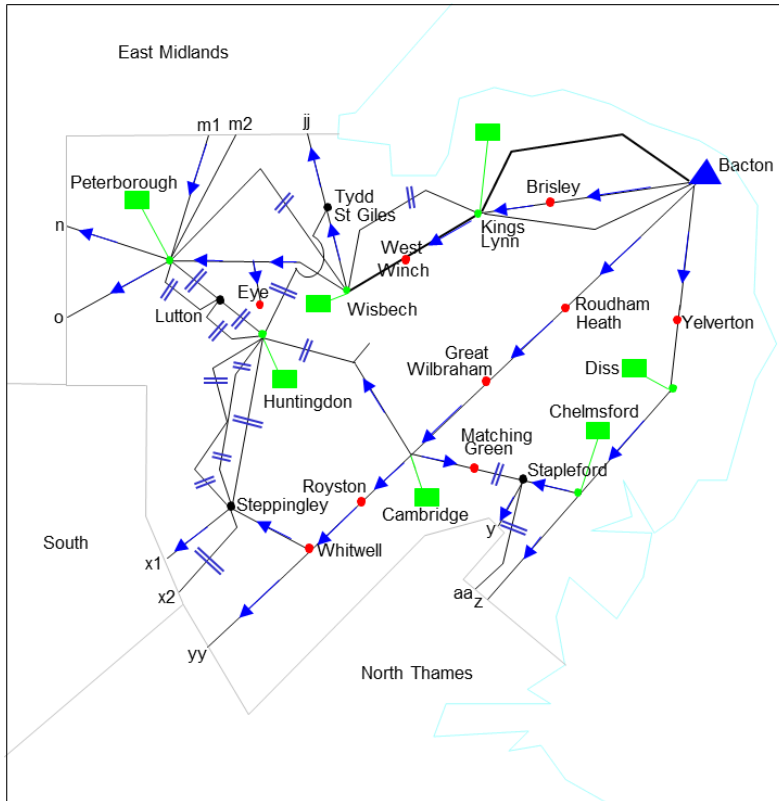 East Midlands
m1 m2 jj
Peterborough
Bacton
Brisley
Tydd
St Giles
n
Kings
Lynn
West
Winch
Eye
Wisbech
o
Lutton
Roudham
Heath
Yelverton
Great
Wilbraham
Diss
Huntingdon
Chelmsford
Matching
Green
Stapleford
Royston
Steppingley
Cambridge
y
South
Whitwell
x1
x2
aa
z
yy
North Thames